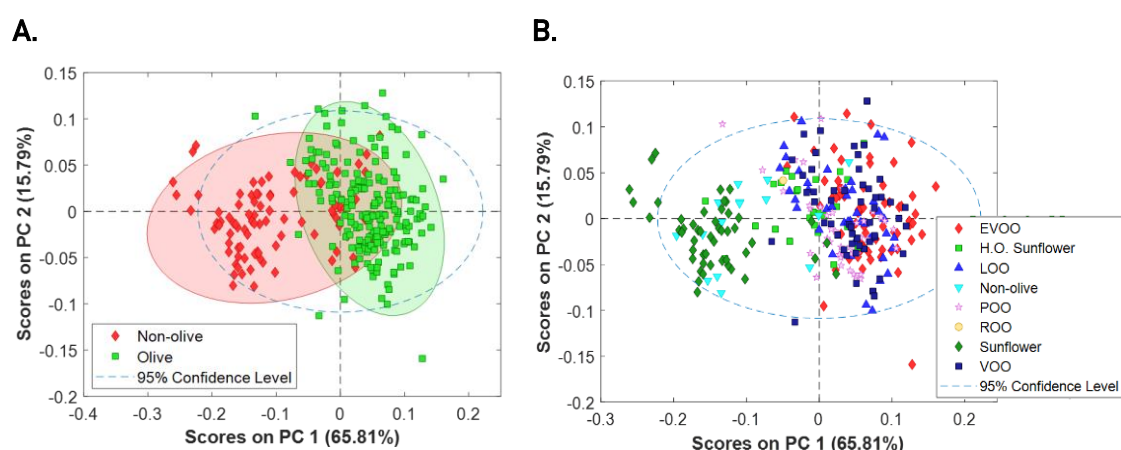 A.
B.
0.15
0.1
0.05
0
-0.05
-0.1
-0.15
-0.2
Scores on PC 2 (15.79%)
Non-olive
Olive
95% Confidence Level
-0.4 -0.3 -0.2 -0.1 0 0.1 0.2
Scores on PC 1 (65.81%)
0.15
0.1
0.05
0
-0.05
-0.1
-0.15
-0.2
Scores on PC 2 (15.79%)
EVOO
H.O. Sunflower
LOO
Non-olive
POO
ROO
Sunflower
VOO
95% Confidence Level
-0.3 -0.2 -0.1 0 0.1 0.2
Scores on PC 1 (65.81%)